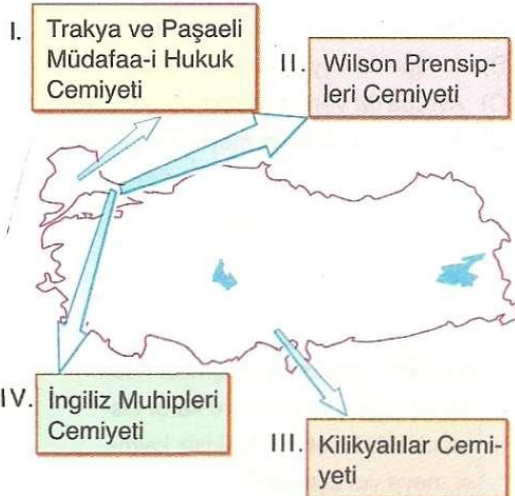 I. Trakya ve Paşaeli
Müdafaa-i Hukuk
Cemiyeti
II. Wilson Prensip-
leri Cemiyeti
IV. İngiliz Muhipleri
Cemiyeti
III. Kilikyalılar Cemi-
yeti